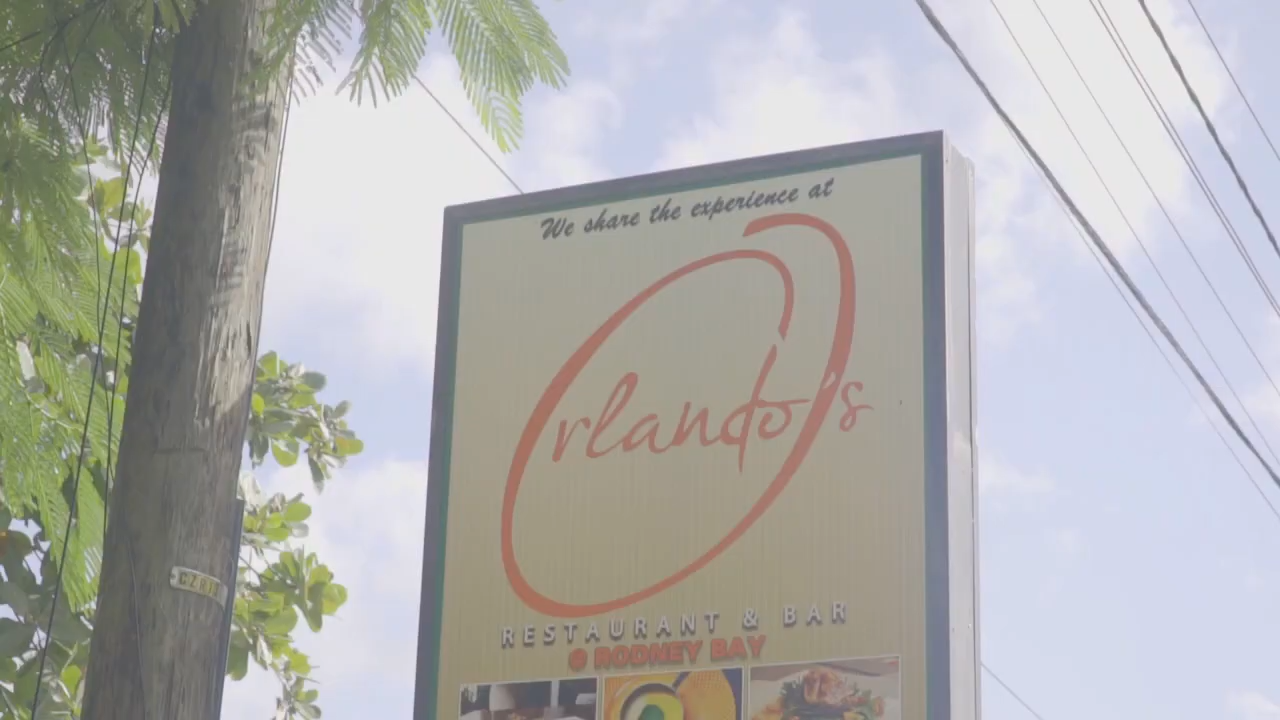 We share the experience at
Orlando's
RESTAURANT & BAR
@ RODNEY BAY